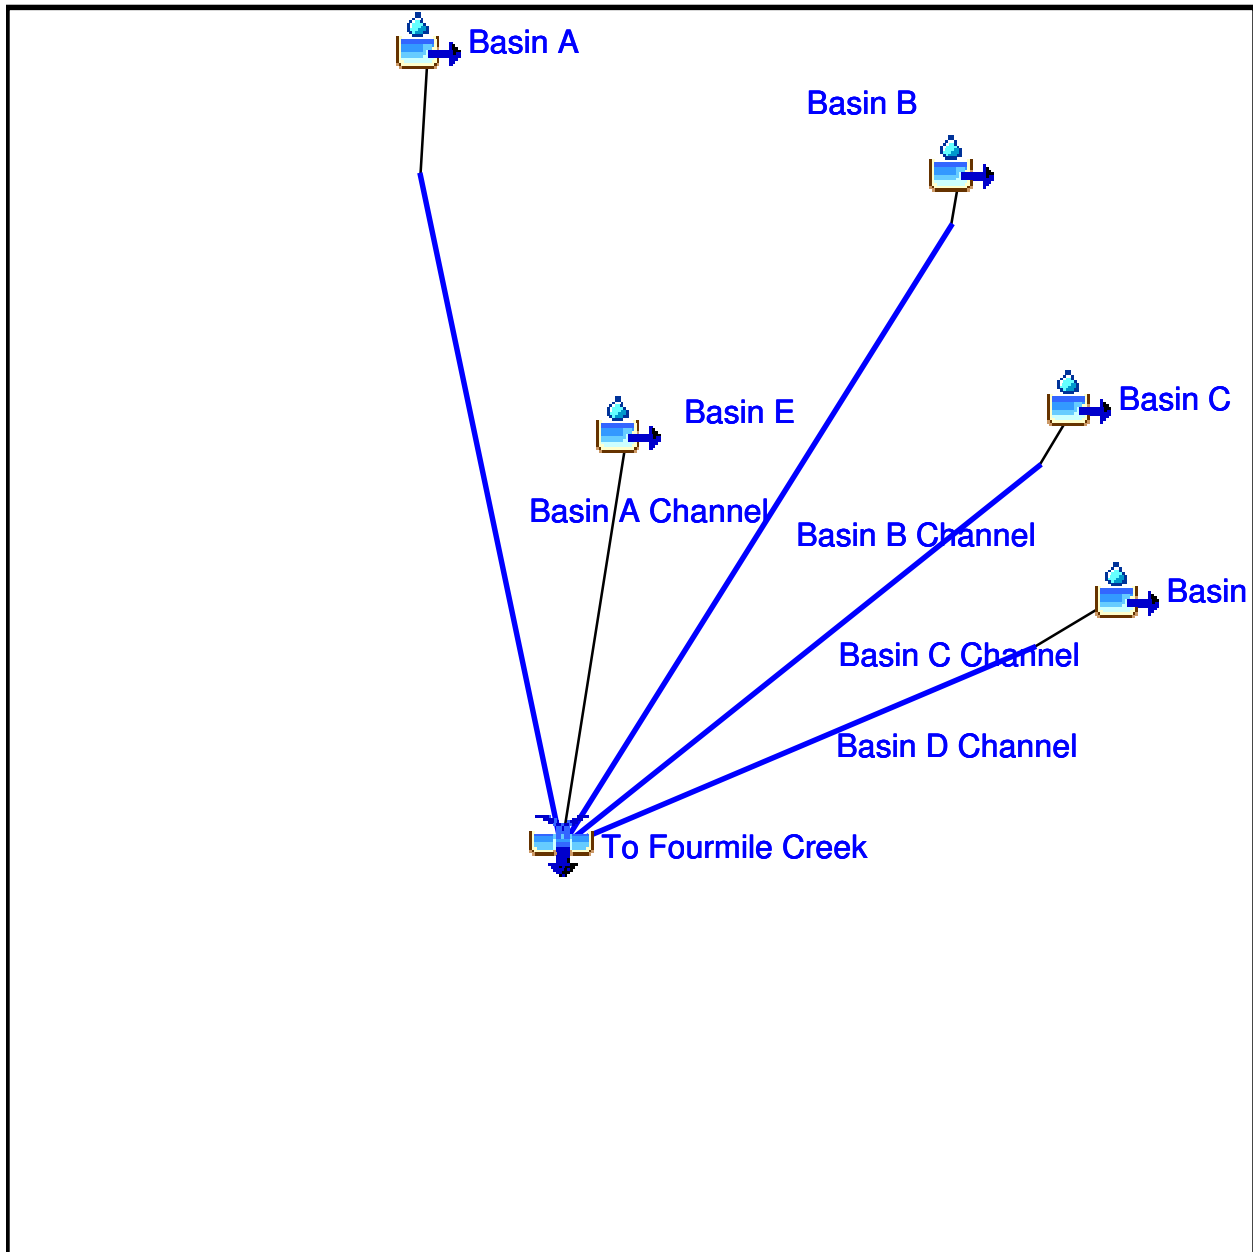 Basin A
Basin B
Basin C
Basin E
Basin A Channel
Basin B Channel
Basin
Basin C Channel
Basin D Channel
To Fourmile Creek